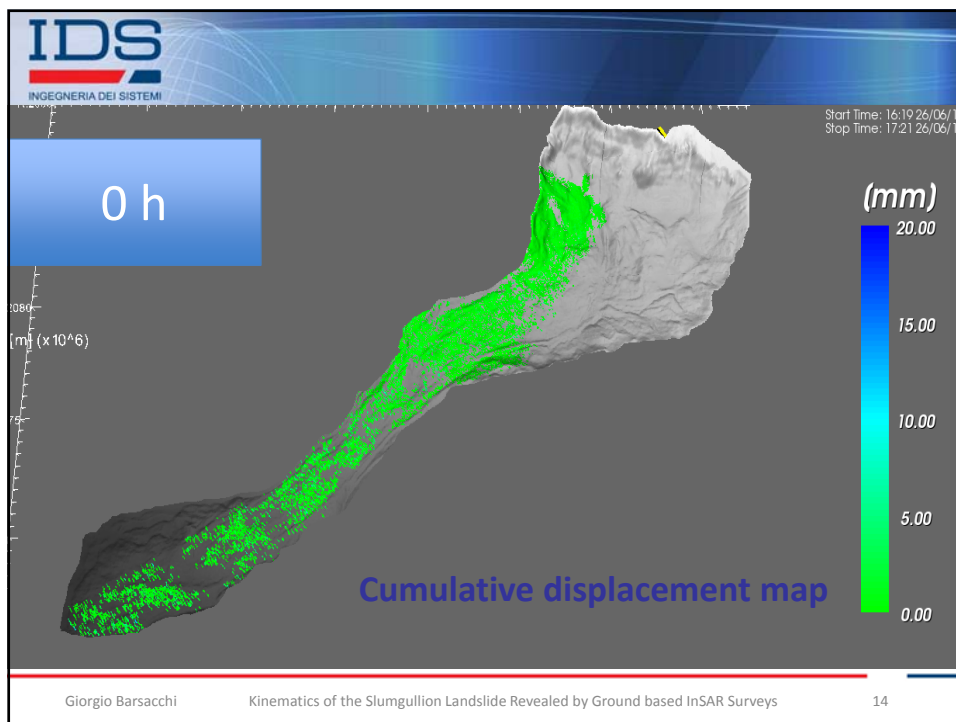 IDS
INGEGNERIA DEI SISTEMI
Start Time: 16:19 26/06/1
Stop Time: 17:21 26/06/1
0 h
(mm)
20.00
15.00
10.00
5.00
0.00
2080
[m] (x10^6)
75
Cumulative displacement map
Giorgio Barsacchi Kinematics of the Slumgullion Landslide Revealed by Ground based InSAR Surveys 14